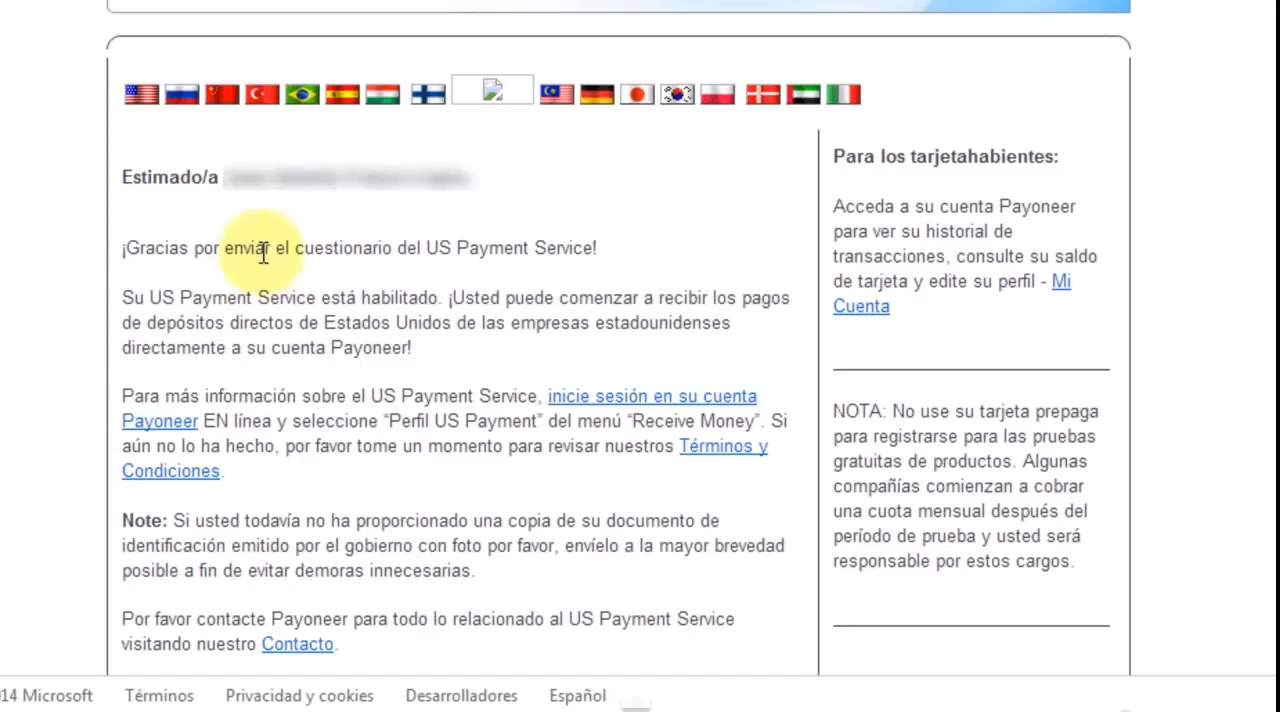 Estimado/a
¡Gracias por enviar el cuestionario del US Payment Service!
Su US Payment Service está habilitado. ¡Usted puede comenzar a recibir los pagos
de depósitos directos de Estados Unidos de las empresas estadounidenses
directamente a su cuenta Payoneer!
Para más información sobre el US Payment Service, inicie sesión en su cuenta
Payoneer EN línea y seleccione “Perfil US Payment” del menú “Receive Money”. Si
aún no lo ha hecho, por favor tome un momento para revisar nuestros Términos y
Condiciones.
Note: Si usted todavía no ha proporcionado una copia de su documento de
identificación emitido por el gobierno con foto por favor, envíelo a la mayor brevedad
posible a fin de evitar demoras innecesarias.
Por favor contacte Payoneer para todo lo relacionado al US Payment Service
visitando nuestro Contacto.
Para los tarjetahabientes:
Acceda a su cuenta Payoneer
para ver su historial de
transacciones, consulte su saldo
de tarjeta y edite su perfil - Mi
Cuenta
NOTA: No use su tarjeta prepaga
para registrarse para las pruebas
gratuitas de productos. Algunas
compañías comienzan a cobrar
una cuota mensual después del
período de prueba y usted será
responsable por estos cargos.
14 Microsoft Términos Privacidad y cookies Desarrolladores Español